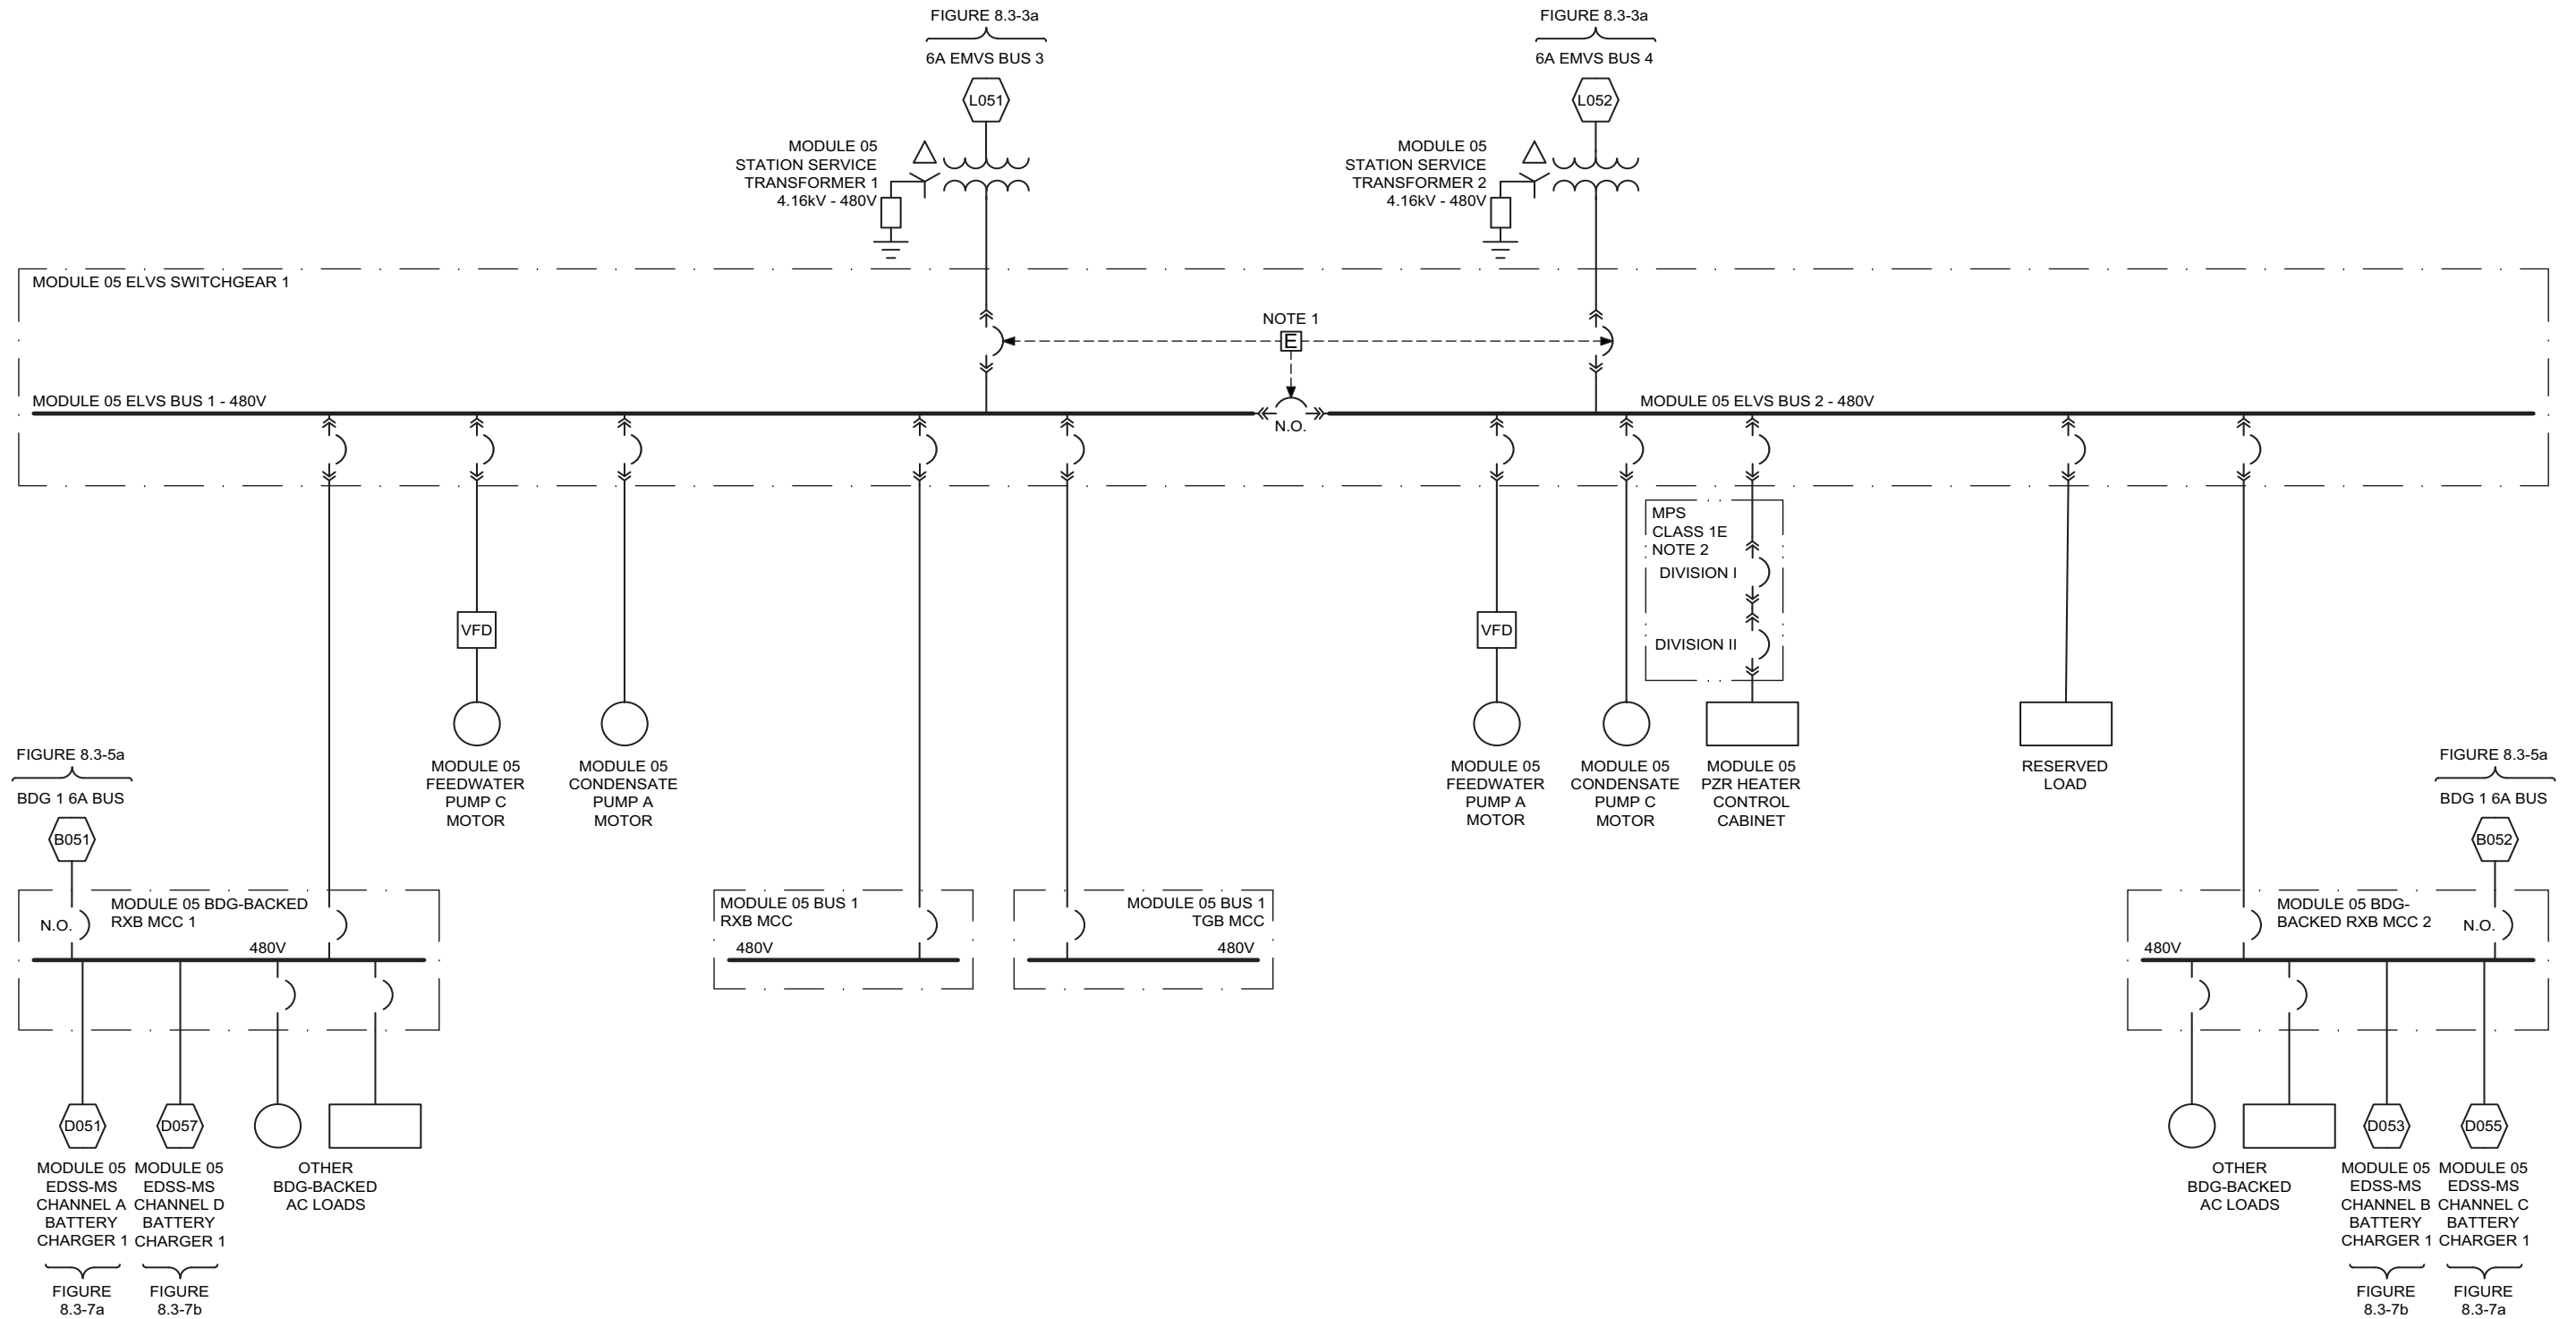 FIGURE 8.3-3a
6A EMVS BUS 3
L051
MODULE 05
STATION SERVICE
TRANSFORMER 1
4.16kV - 480V
FIGURE 8.3-3a
6A EMVS BUS 4
L052
MODULE 05
STATION SERVICE
TRANSFORMER 2
4.16kV - 480V
MODULE 05 ELVS SWITCHGEAR 1
NOTE 1
E
MODULE 05 ELVS BUS 1 - 480V
N.O.
MODULE 05 ELVS BUS 2 - 480V
MPS
CLASS 1E
NOTE 2
DIVISION I
DIVISION II
VFD
VFD
MODULE 05
FEEDWATER
PUMP C
MOTOR
MODULE 05
CONDENSATE
PUMP A
MOTOR
MODULE 05
FEEDWATER
PUMP A
MOTOR
MODULE 05
CONDENSATE
PUMP C
MOTOR
MODULE 05
PZR HEATER
CONTROL
CABINET
RESERVED
LOAD
FIGURE 8.3-5a
BDG 1 6A BUS
B051
FIGURE 8.3-5a
BDG 1 6A BUS
B052
MODULE 05 BDG-BACKED
RXB MCC 1
N.O.
480V
MODULE 05 BUS 1
RXB MCC
480V
MODULE 05 BUS 1
TGB MCC
480V
MODULE 05 BDG-
BACKED RXB MCC 2
N.O.
480V
D051
MODULE 05
EDSS-MS
CHANNEL A
BATTERY
CHARGER 1
FIGURE
8.3-7a
D057
MODULE 05
EDSS-MS
CHANNEL D
BATTERY
CHARGER 1
FIGURE
8.3-7b
OTHER
BDG-BACKED
AC LOADS
OTHER
BDG-BACKED
AC LOADS
D053
MODULE 05
EDSS-MS
CHANNEL B
BATTERY
CHARGER 1
FIGURE
8.3-7b
D055
MODULE 05
EDSS-MS
CHANNEL C
BATTERY
CHARGER 1
FIGURE
8.3-7a